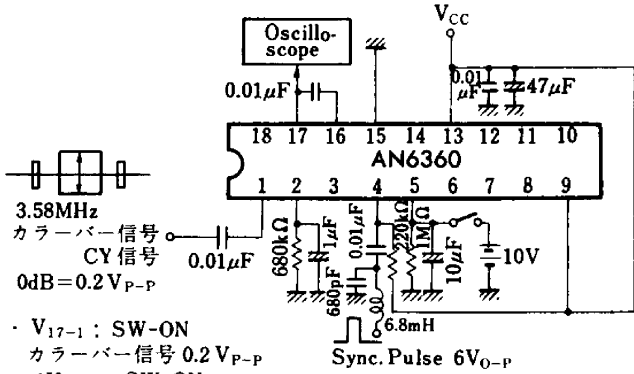 V_CC
Oscillo-
scope
0.01μF
0.01
μF
47μF
18 17 16 15 14 13 12 11 10
AN6360
1 2 3 4 5 6 7 8 9
3.58MHz
カラーバー信号
CY信号
0dB=0.2V_P-P
0.01μF
680kΩ
1μF
0.01μF
680pF
220kΩ
1MΩ
10μF
10V
6.8mH
・V_17-1 : SW-ON
カラーバー信号 0.2V_P-P
Sync. Pulse 6V_O-P